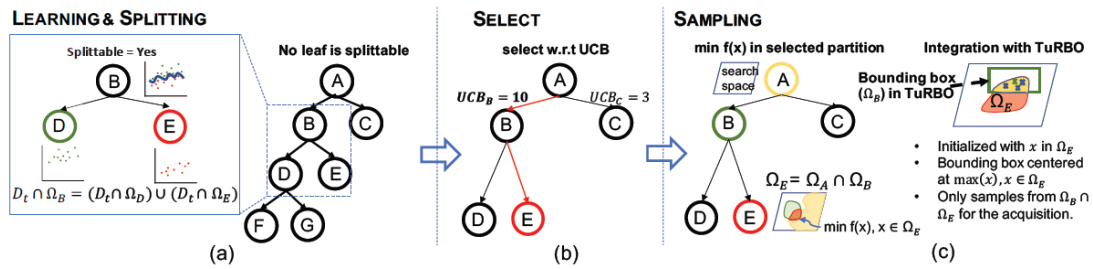 LEARNING & SPLITTING
Splittable = Yes
B
D
E
D_t ∩ Ω_B = (D_t ∩ Ω_D) ∪ (D_t ∩ Ω_E)
No leaf is splittable
A
B
C
D
E
F
G
(a)
SELECT
select w.r.t UCB
A
UCB_B = 10
UCB_C = 3
B
C
D
E
(b)
SAMPLING
min f(x) in selected partition
search
space
A
B
C
Ω_E = Ω_A ∩ Ω_B
D
E
min f(x), x ∈ Ω_E
Integration with TuRBO
Bounding box
(Ω_B) in TuRBO
Ω_E
• Initialized with x in Ω_E
• Bounding box centered
at max(x), x ∈ Ω_E
• Only samples from Ω_B ∩
Ω_E for the acquisition.
(c)